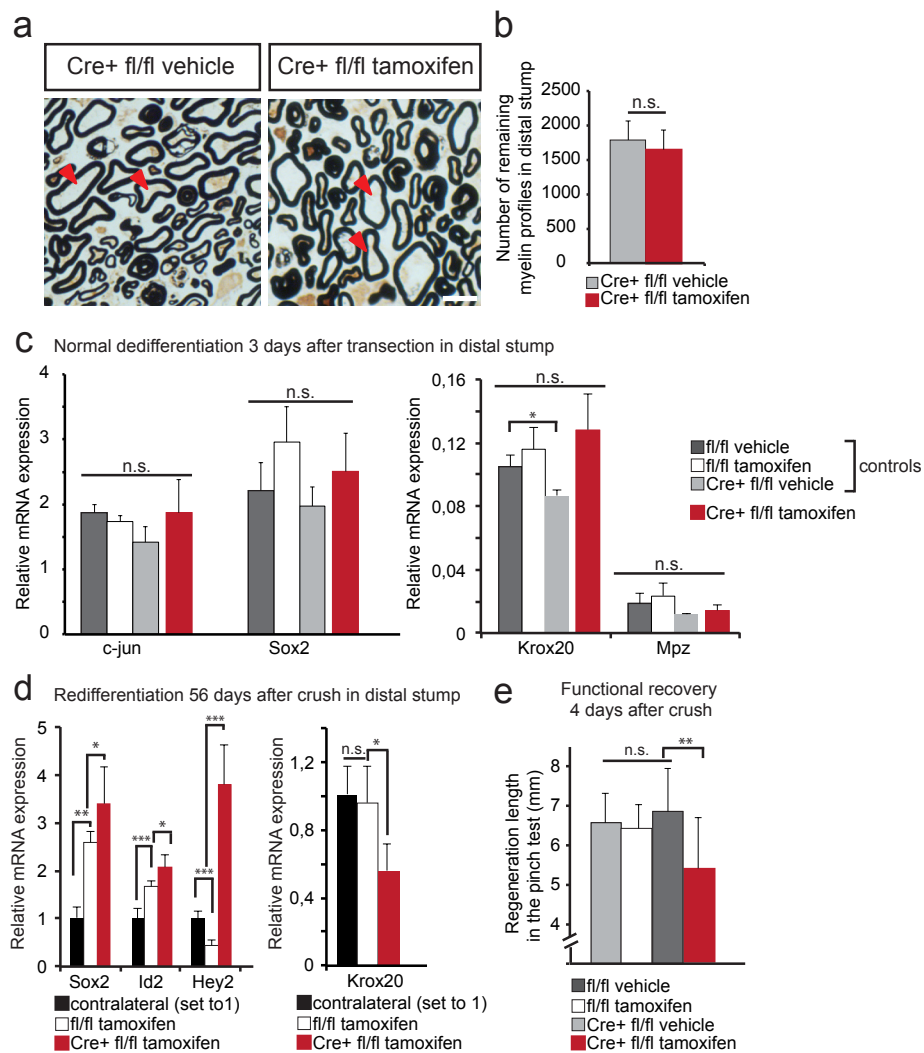 a
Cre+ fl/fl vehicle
Cre+ fl/fl tamoxifen
b
Number of remaining
myelin profiles in distal stump
2500
2000
1500
1000
500
0
n.s.
Cre+ fl/fl vehicle
Cre+ fl/fl tamoxifen
c Normal dedifferentiation 3 days after transection in distal stump
Relative mRNA expression
4
3
2
1
0
n.s.
n.s.
c-jun
Sox2
Relative mRNA expression
0,16
0,12
0,08
0,04
0
n.s.
*
n.s.
Krox20
Mpz
fl/fl vehicle
fl/fl tamoxifen
Cre+ fl/fl vehicle
controls
Cre+ fl/fl tamoxifen
d Redifferentiation 56 days after crush in distal stump
Relative mRNA expression
5
4
3
2
1
0
**
*
***
*
***
***
Sox2
Id2
Hey2
contralateral (set to1)
fl/fl tamoxifen
Cre+ fl/fl tamoxifen
Relative mRNA expression
1,2
0,8
0,4
0
n.s.
*
Krox20
contralateral (set to 1)
fl/fl tamoxifen
Cre+ fl/fl tamoxifen
e Functional recovery
4 days after crush
Regeneration length
in the pinch test (mm)
8
7
6
5
4
n.s.
**
fl/fl vehicle
fl/fl tamoxifen
Cre+ fl/fl vehicle
Cre+ fl/fl tamoxifen